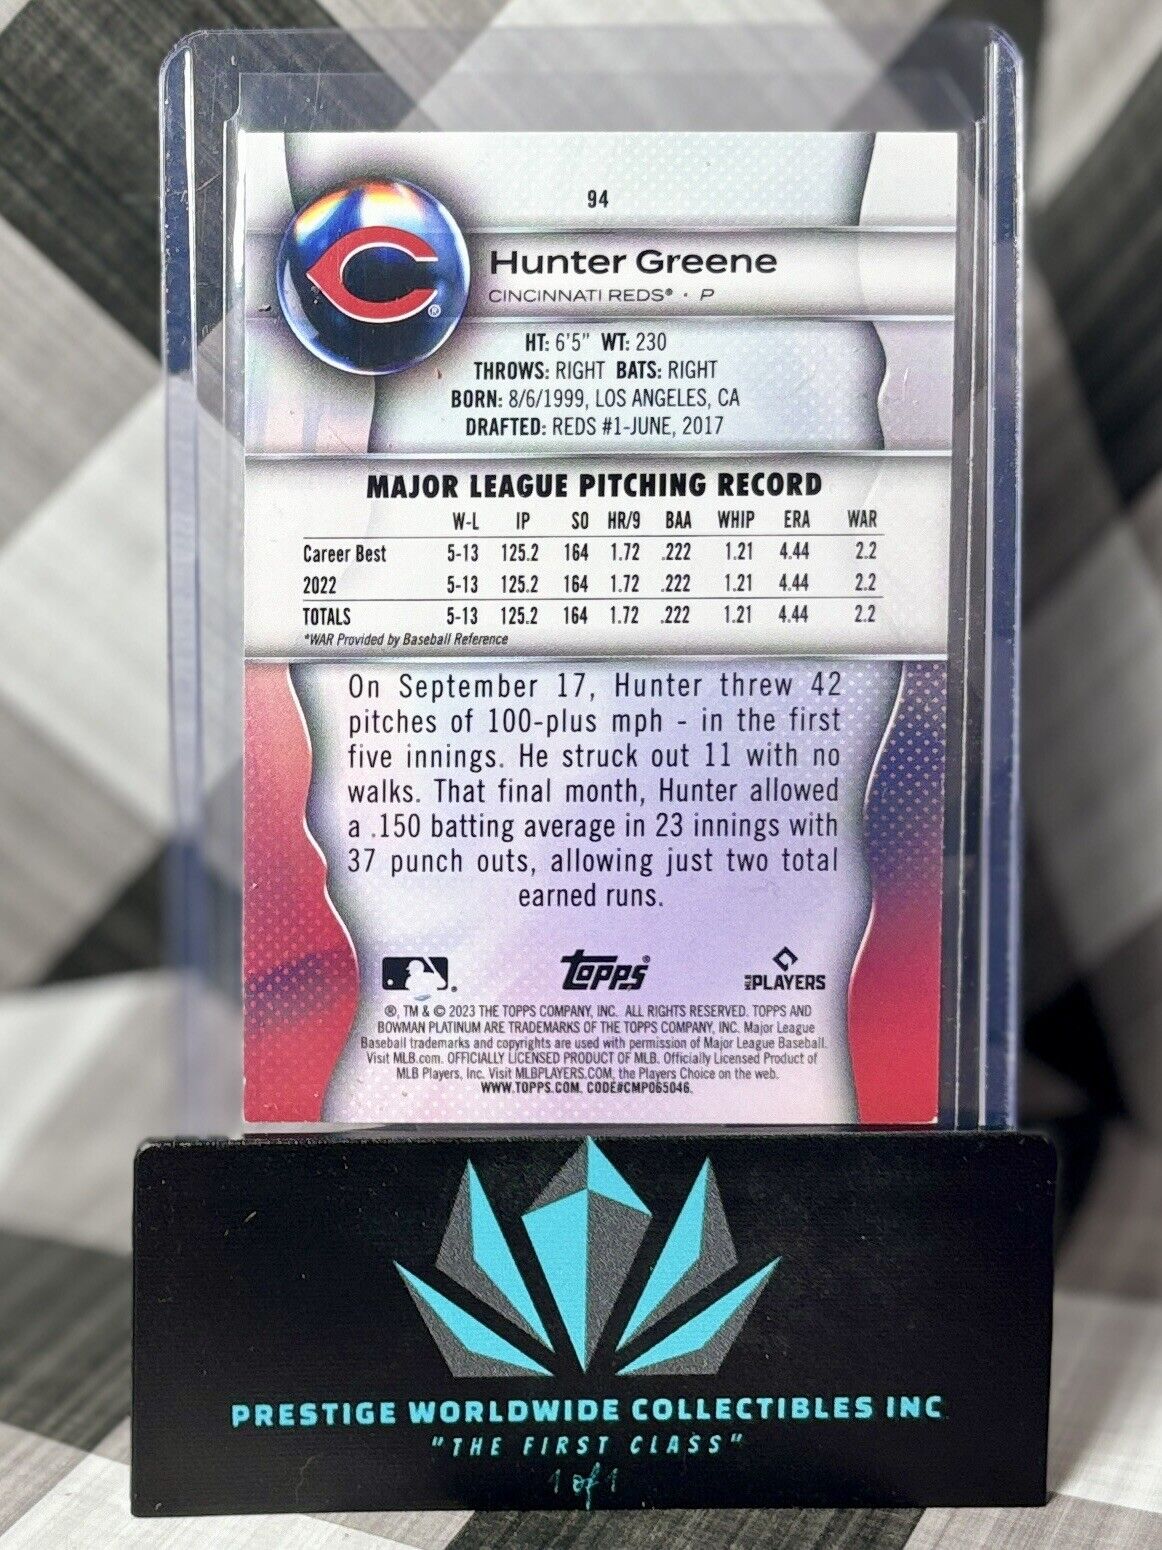 94
Hunter Greene
CINCINNATI REDS® · P
HT: 6'5" WT: 230
THROWS: RIGHT BATS: RIGHT
BORN: 8/6/1999, LOS ANGELES, CA
DRAFTED: REDS #1-JUNE, 2017
MAJOR LEAGUE PITCHING RECORD
W-L IP SO HR/9 BAA WHIP ERA WAR
Career Best 5-13 125.2 164 1.72 .222 1.21 4.44 2.2
2022 5-13 125.2 164 1.72 .222 1.21 4.44 2.2
TOTALS 5-13 125.2 164 1.72 .222 1.21 4.44 2.2
*WAR Provided by Baseball Reference
On September 17, Hunter threw 42
pitches of 100-plus mph - in the first
five innings. He struck out 11 with no
walks. That final month, Hunter allowed
a .150 batting average in 23 innings with
37 punch outs, allowing just two total
earned runs.
Topps
MLB PLAYERS
®, TM & © 2023 THE TOPPS COMPANY, INC. ALL RIGHTS RESERVED. TOPPS AND
BOWMAN PLATINUM ARE TRADEMARKS OF THE TOPPS COMPANY, INC. Major League
Baseball trademarks and copyrights are used with permission of Major League Baseball.
Visit MLB.com. OFFICIALLY LICENSED PRODUCT OF MLB. Officially Licensed Product of
MLB Players, Inc. Visit MLBPLAYERS.COM, the Players Choice on the web.
WWW.TOPPS.COM. CODE#CMP065046.
PRESTIGE WORLDWIDE COLLECTIBLES INC
"THE FIRST CLASS"
1 of 1